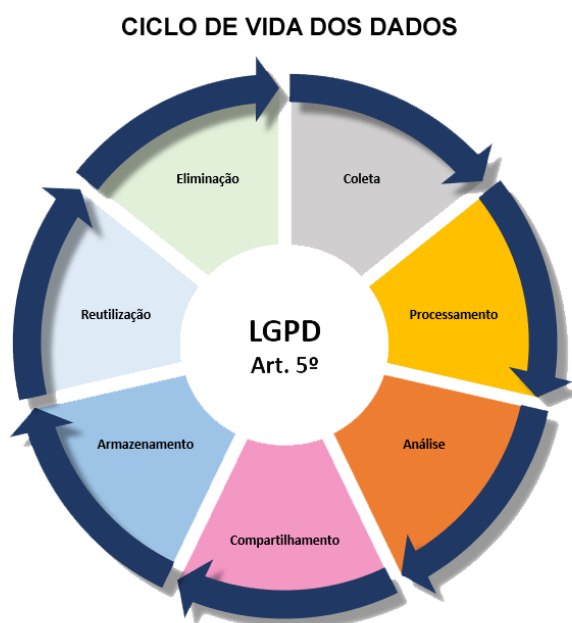 CICLO DE VIDA DOS DADOS
Eliminação
Coleta
Reutilização
Processamento
LGPD
Art. 5º
Armazenamento
Análise
Compartilhamento